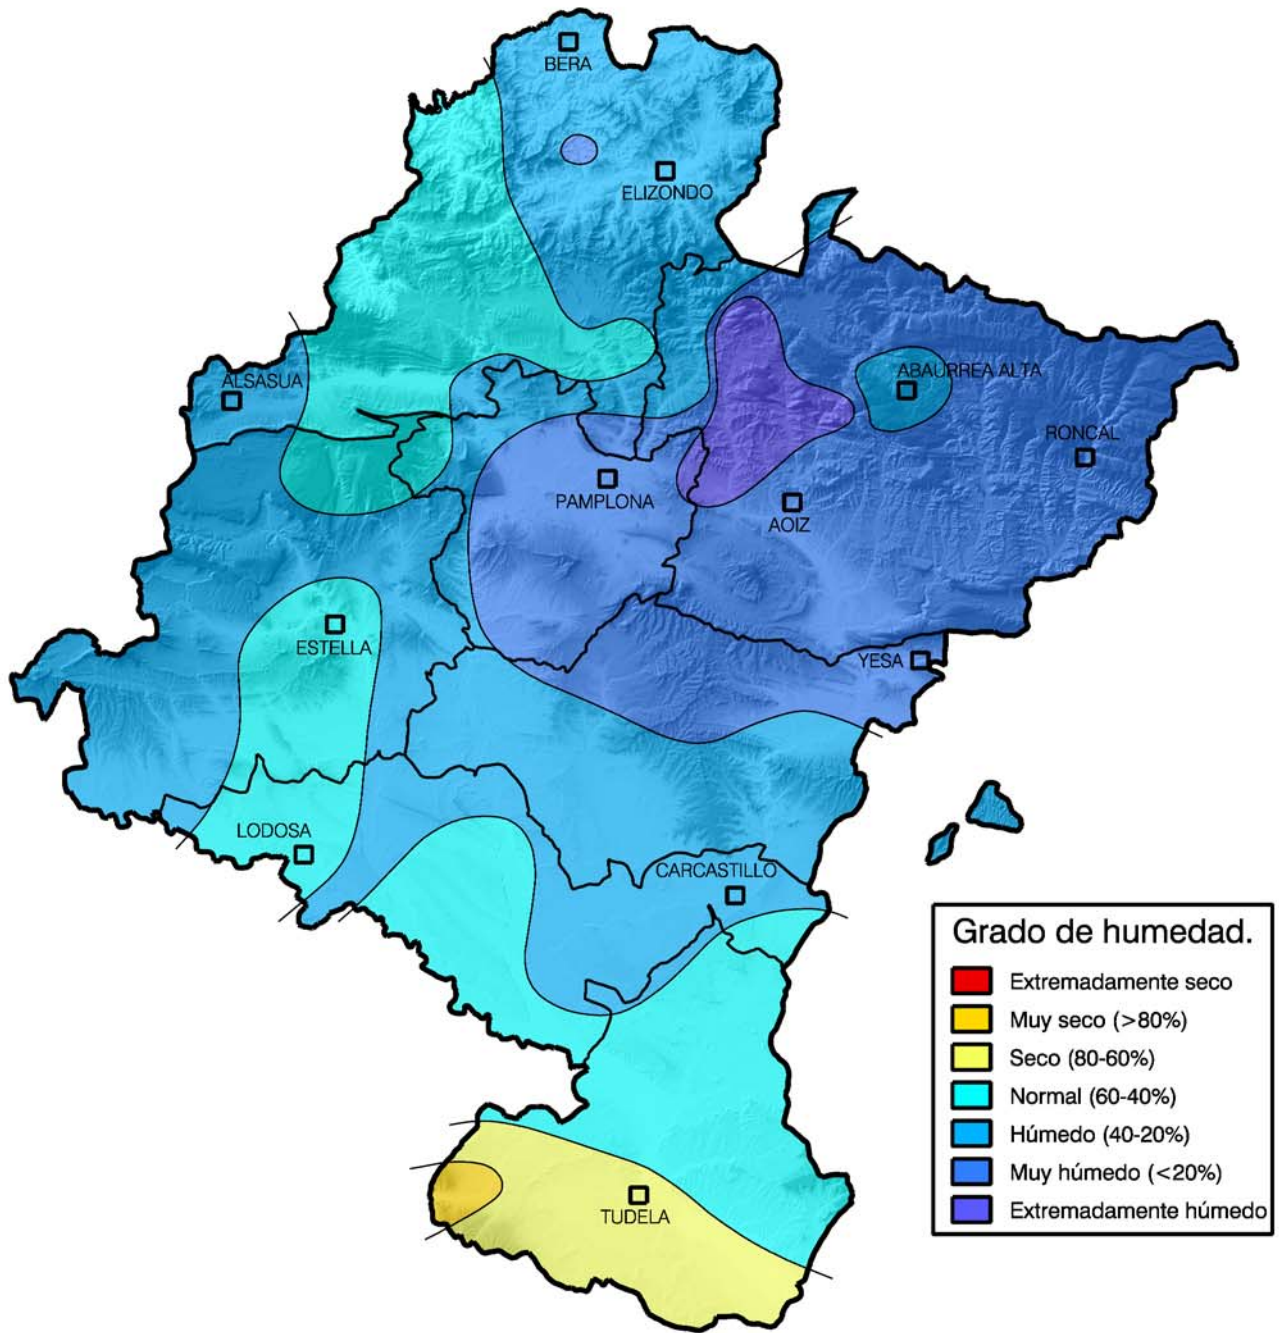 BERA
ELIZONDO
ALSASUA
ABAURREA ALTA
RONCAL
PAMPLONA
AOIZ
ESTELLA
YESA
LODOSA
CARCASTILLO
TUDELA
Grado de humedad.
Extremadamente seco
Muy seco (>80%)
Seco (80-60%)
Normal (60-40%)
Húmedo (40-20%)
Muy húmedo (<20%)
Extremadamente húmedo